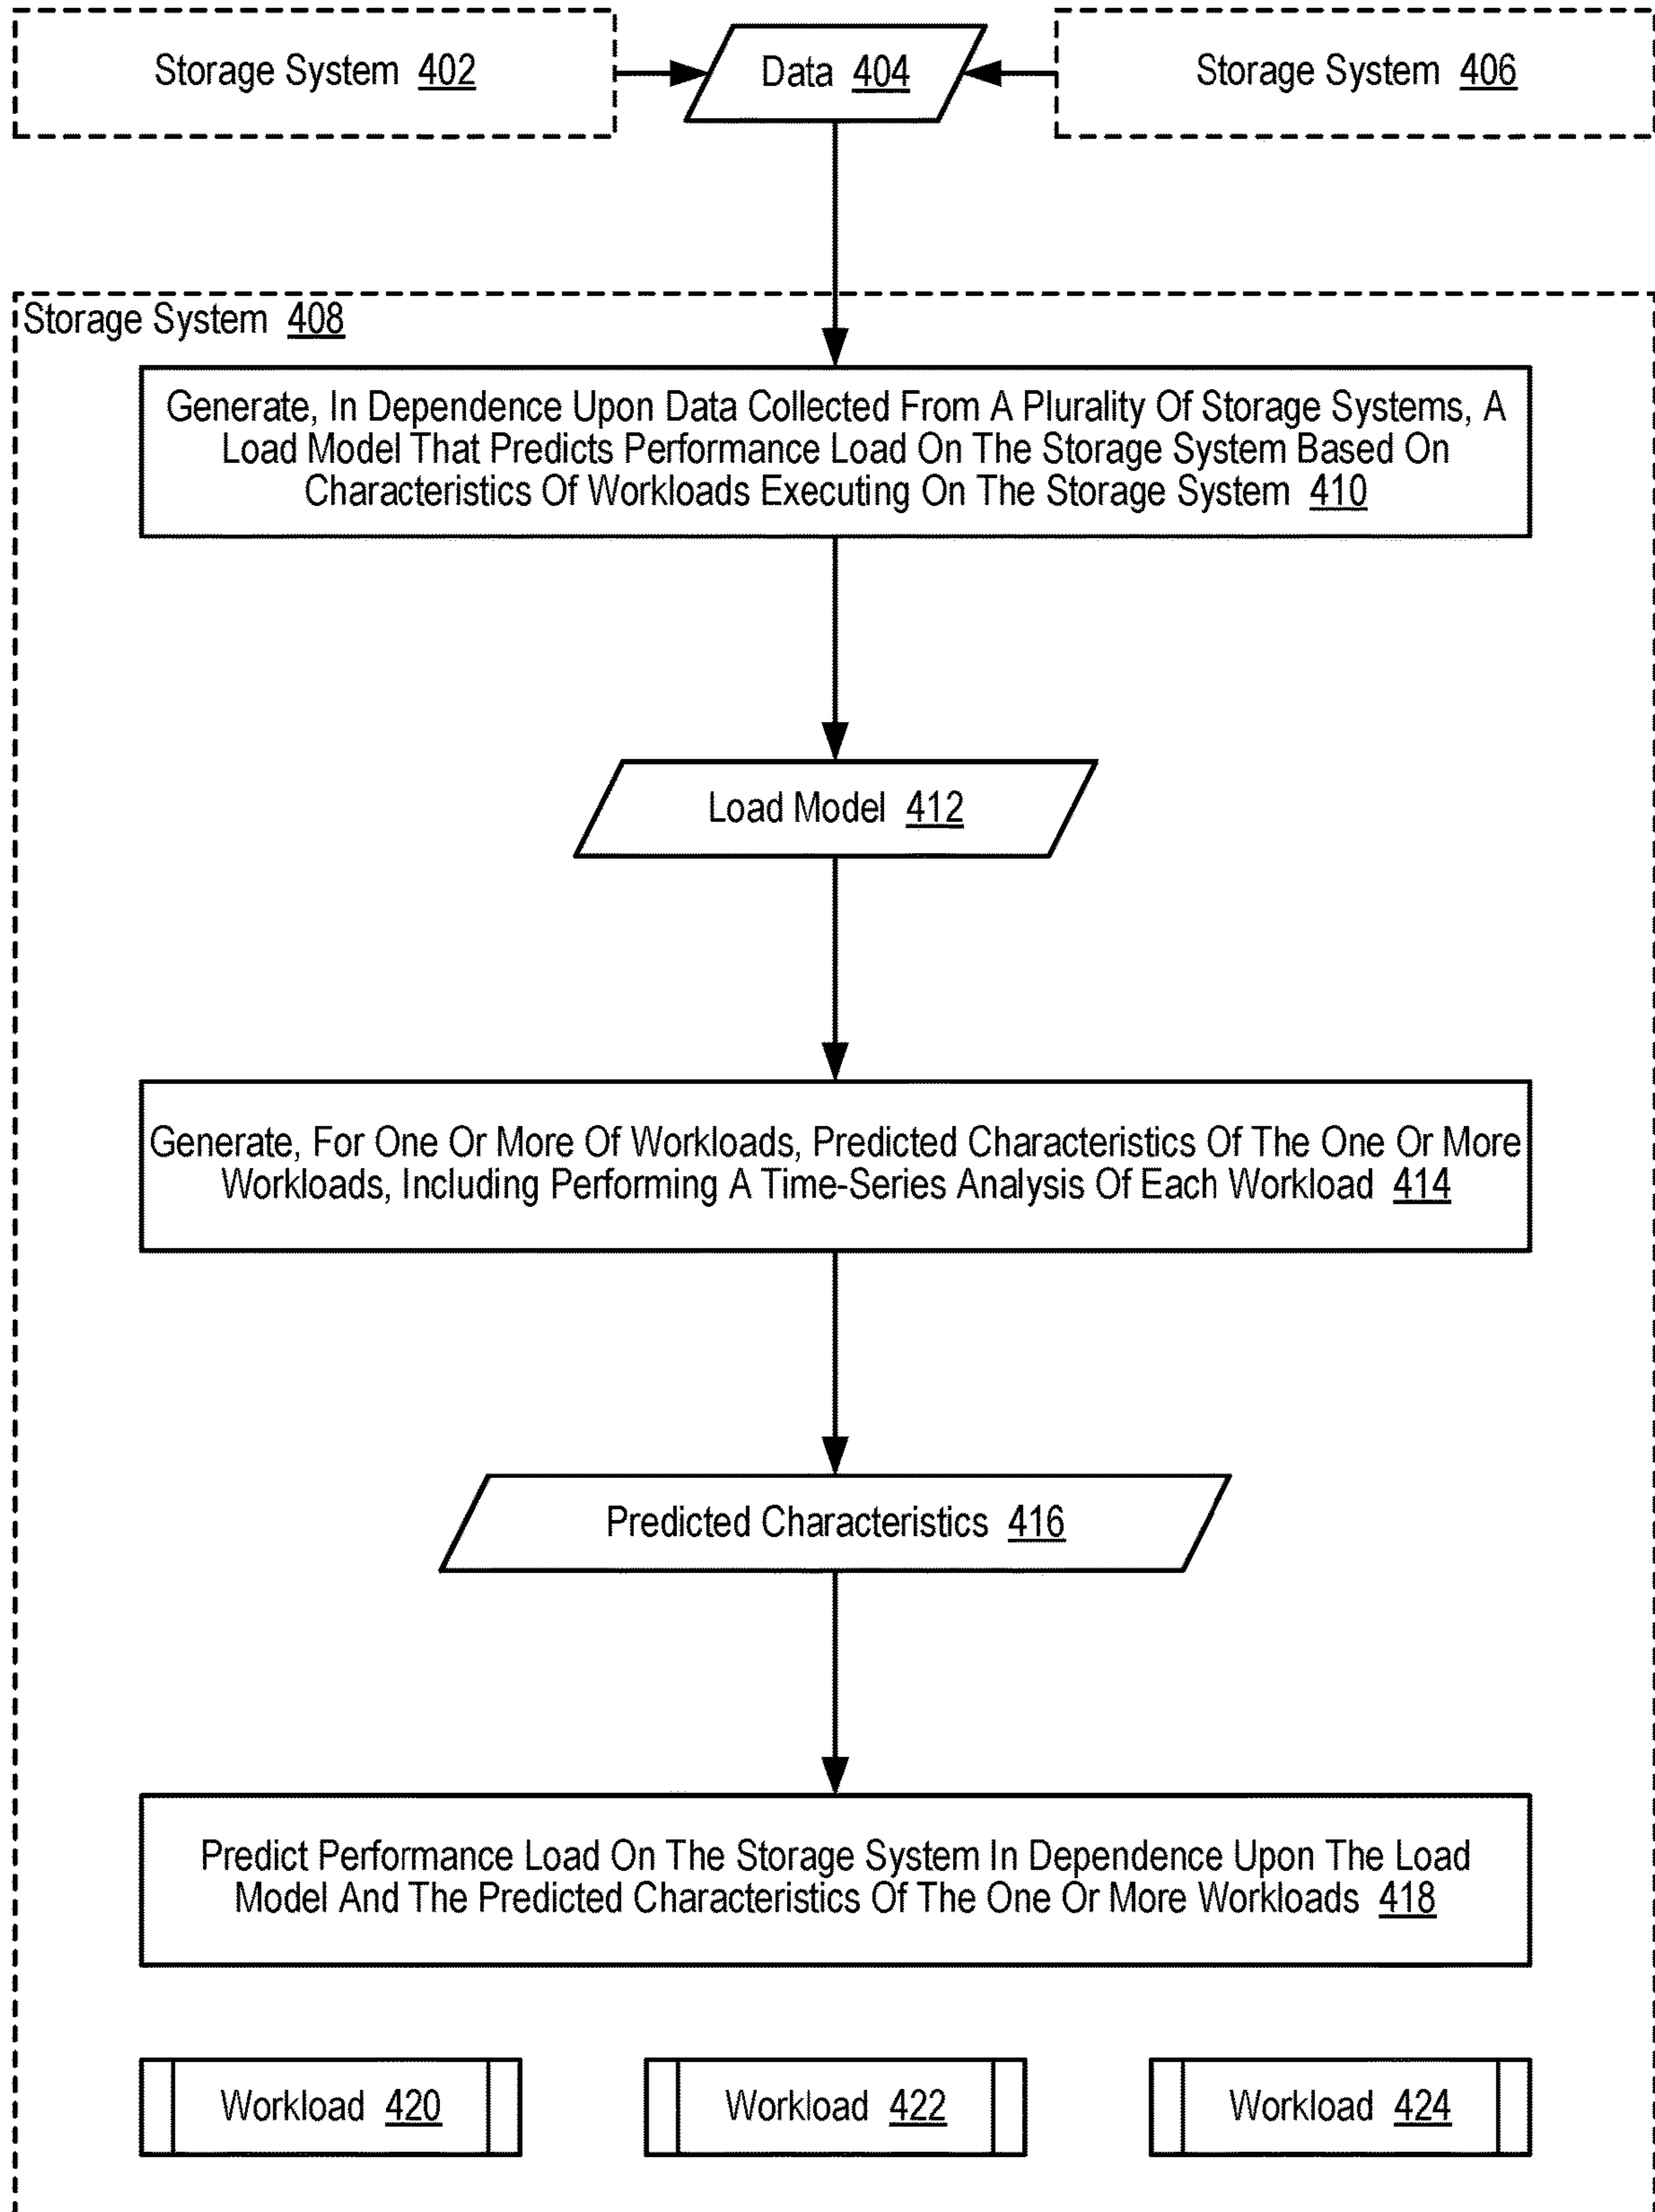 Storage System 402
Data 404
Storage System 406
Storage System 408
Generate, In Dependence Upon Data Collected From A Plurality Of Storage Systems, A
Load Model That Predicts Performance Load On The Storage System Based On
Characteristics Of Workloads Executing On The Storage System 410
Load Model 412
Generate, For One Or More Of Workloads, Predicted Characteristics Of The One Or More
Workloads, Including Performing A Time-Series Analysis Of Each Workload 414
Predicted Characteristics 416
Predict Performance Load On The Storage System In Dependence Upon The Load
Model And The Predicted Characteristics Of The One Or More Workloads 418
Workload 420
Workload 422
Workload 424